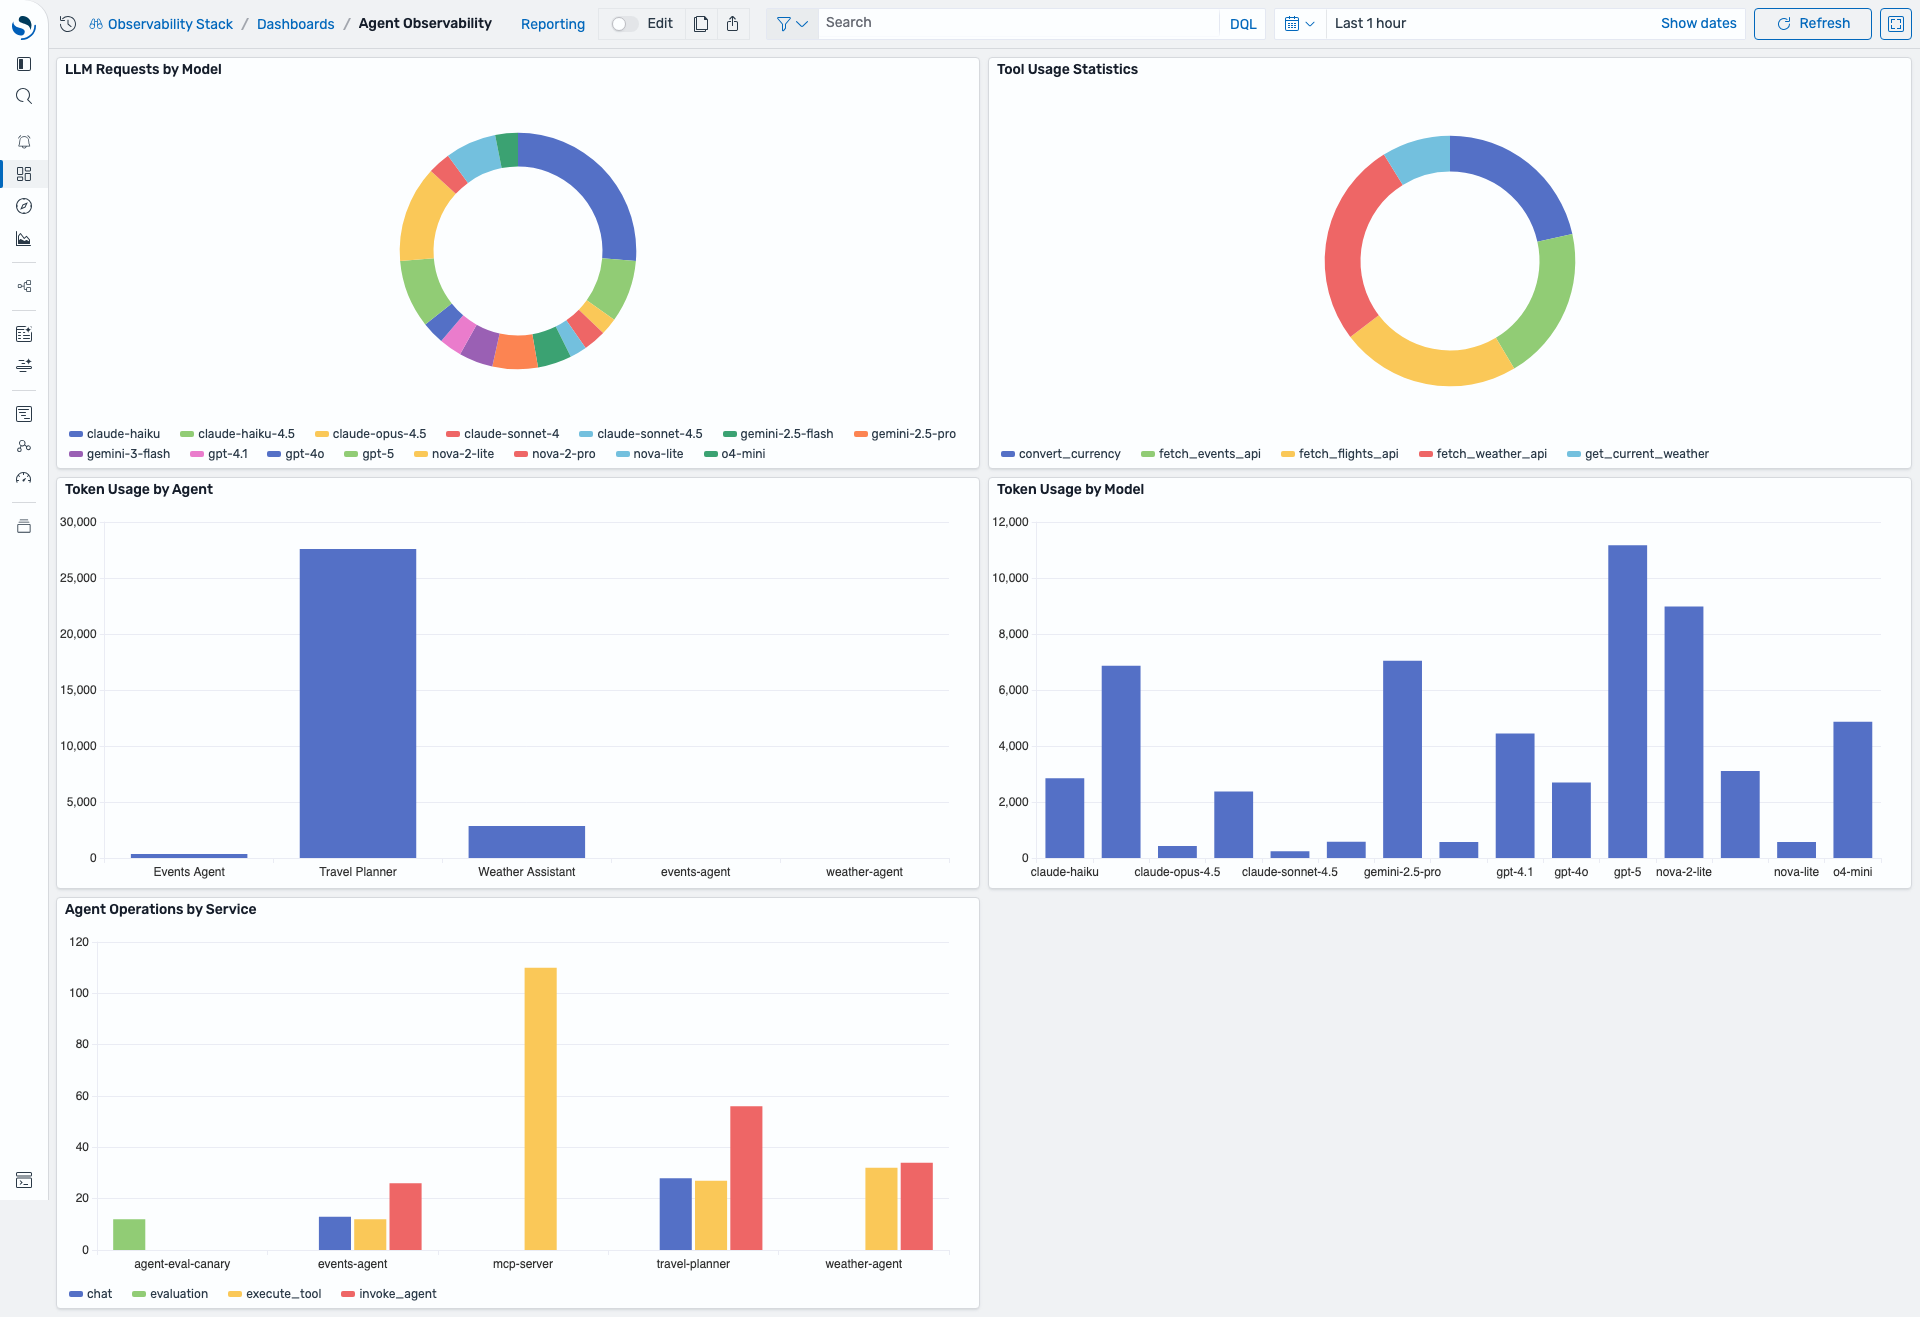 Observability Stack / Dashboards / Agent Observability Reporting Edit Search DQL Last 1 hour Show dates Refresh
LLM Requests by Model
claude-haiku claude-haiku-4.5 claude-opus-4.5 claude-sonnet-4 claude-sonnet-4.5 gemini-2.5-flash gemini-2.5-pro
gemini-3-flash gpt-4.1 gpt-4o gpt-5 nova-2-lite nova-2-pro nova-lite o4-mini
Tool Usage Statistics
convert_currency fetch_events_api fetch_flights_api fetch_weather_api get_current_weather
Token Usage by Agent
30,000
25,000
20,000
15,000
10,000
5,000
0
Events Agent Travel Planner Weather Assistant events-agent weather-agent
Token Usage by Model
12,000
10,000
8,000
6,000
4,000
2,000
0
claude-haiku claude-opus-4.5 claude-sonnet-4.5 gemini-2.5-pro gpt-4.1 gpt-4o gpt-5 nova-2-lite nova-lite o4-mini
Agent Operations by Service
120
100
80
60
40
20
0
agent-eval-canary events-agent mcp-server travel-planner weather-agent
chat evaluation execute_tool invoke_agent